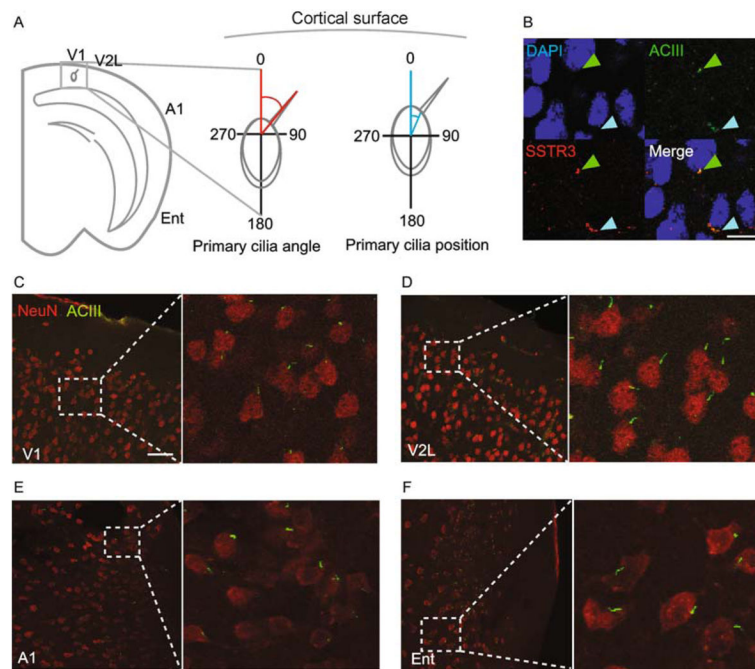 A
Cortical surface
V1
V2L
A1
Ent
0
270
90
180
Primary cilia angle
0
270
90
180
Primary cilia position
B
DAPI
ACIII
SSTR3
Merge
C
NeuN ACIII
V1
D
V2L
E
A1
F
Ent